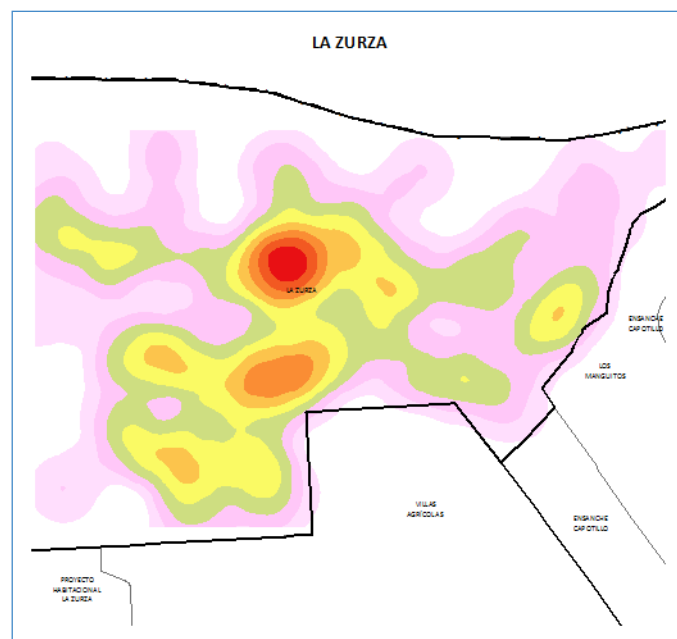 LA ZURZA
LA ZURZA
ENSANCHE
CAPOTILLO
LOS
MANGUITOS
VILLAS
AGRÍCOLAS
ENSANCHE
CAPOTILLO
PROYECTO
HABITACIONAL
LA ZURZA